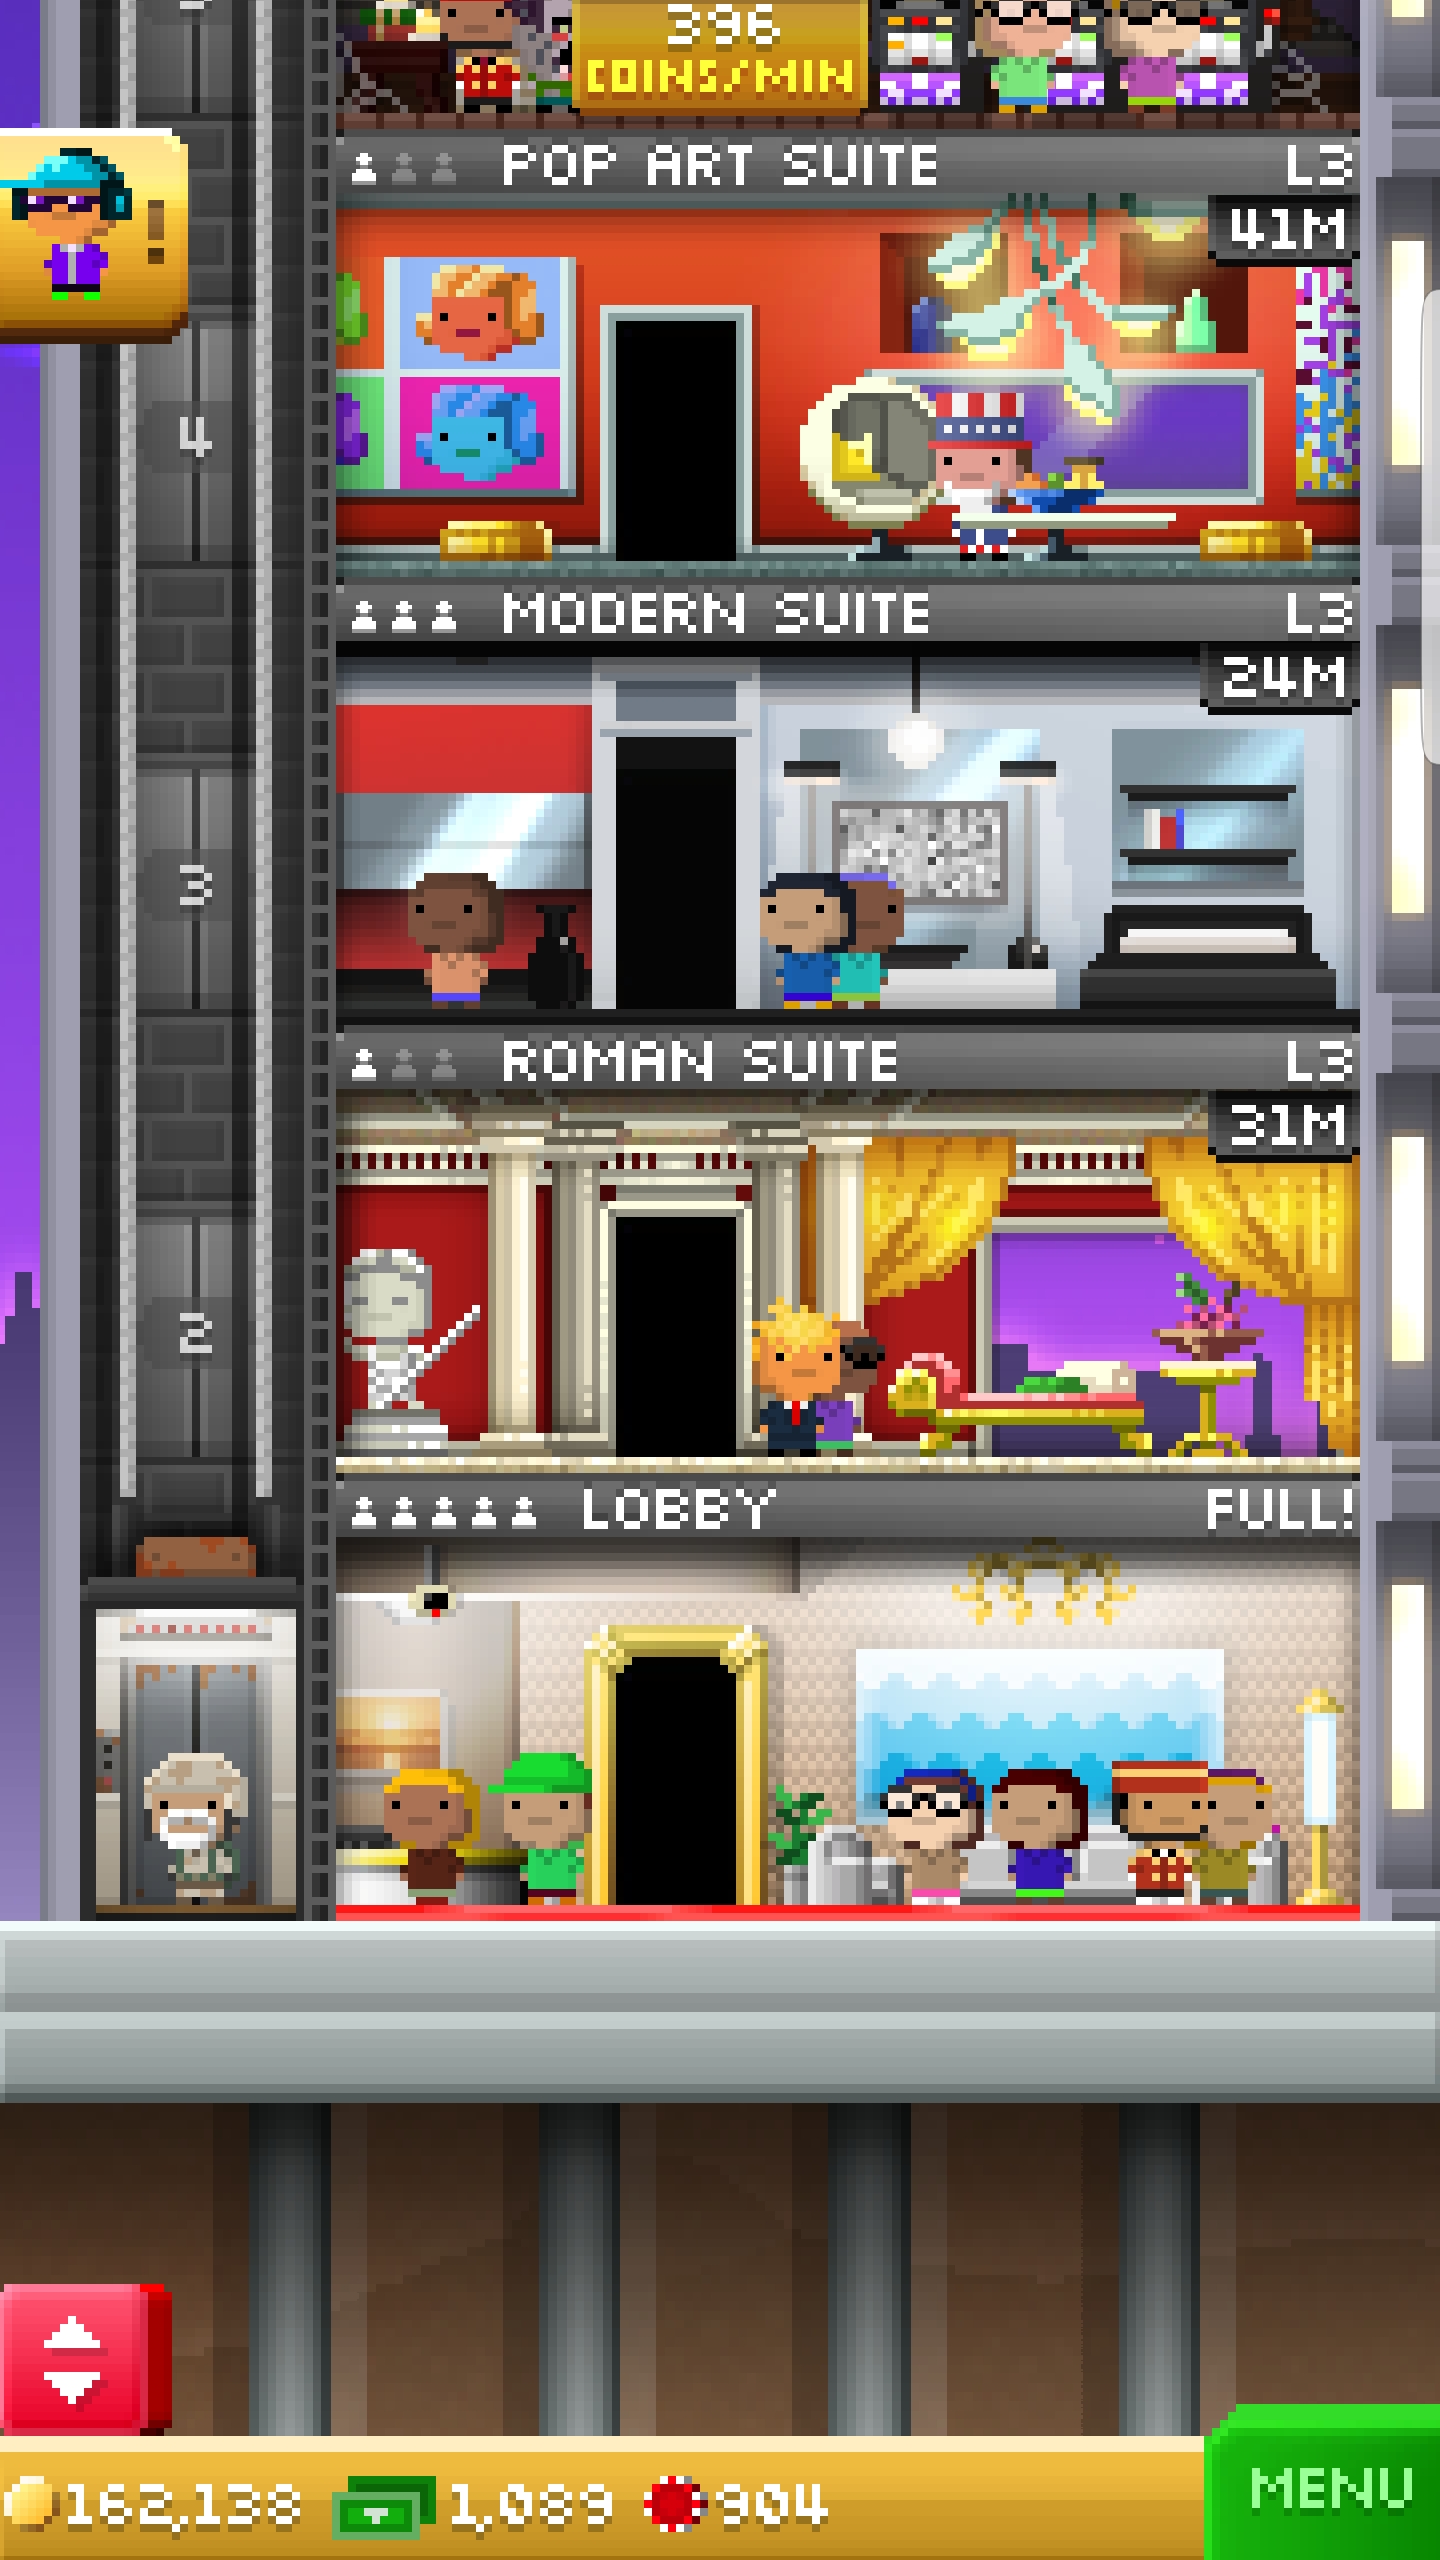 396
COINS/MIN
POP ART SUITE L3
41M
4
MODERN SUITE L3
24M
3
ROMAN SUITE L3
31M
2
LOBBY FULL!
162,138 1,089 904
MENU